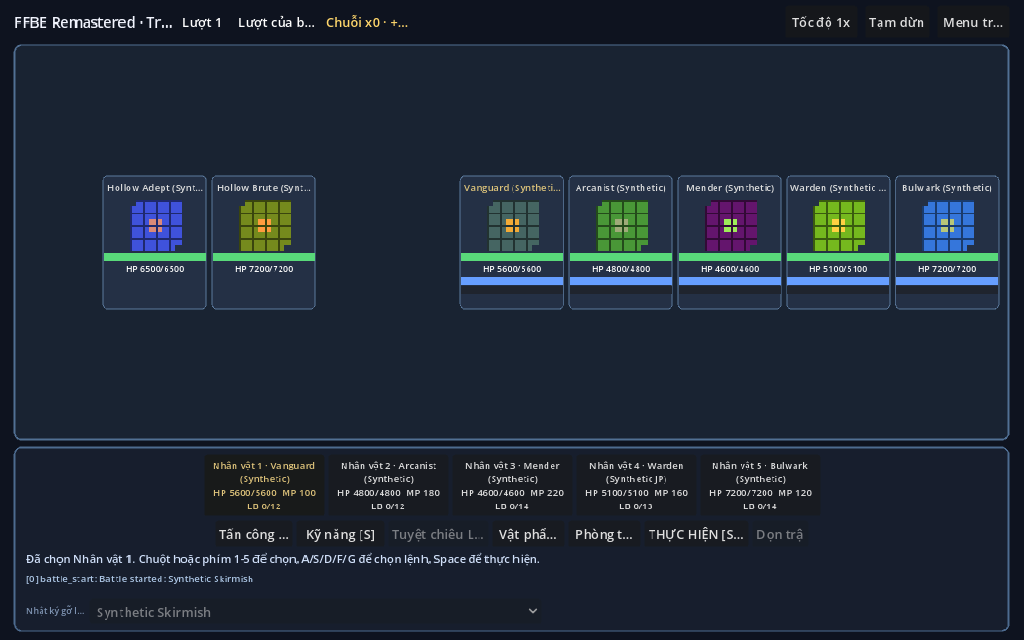 FFBE Remastered · Tr... Lượt 1 Lượt của b... Chuỗi x0 · +... Tốc độ 1x Tạm dừn Menu tr...
Hollow Adept (Synt... Hollow Brute (Synt... Vanguard (Syntheti... Arcanist (Synthetic) Mender (Synthetic) Warden (Synthetic ... Bulwark (Synthetic)
HP 6500/6500 HP 7200/7200 HP 5600/5600 HP 4800/4800 HP 4600/4600 HP 5100/5100 HP 7200/7200
Nhân vật 1 · Vanguard Nhân vật 2 · Arcanist Nhân vật 3 · Mender Nhân vật 4 · Warden Nhân vật 5 · Bulwark
(Synthetic) (Synthetic) (Synthetic) (Synthetic JP) (Synthetic)
HP 5600/5600 MP 100 HP 4800/4800 MP 180 HP 4600/4600 MP 220 HP 5100/5100 MP 160 HP 7200/7200 MP 120
LB 0/12 LB 0/12 LB 0/14 LB 0/13 LB 0/14
Tấn công ... Kỹ năng [S] Tuyệt chiêu L... Vật phẩ... Phòng t... THỰC HIỆN [S... Dọn trậ
Đã chọn Nhân vật 1. Chuột hoặc phím 1-5 để chọn, A/S/D/F/G để chọn lệnh, Space để thực hiện.
[0] battle_start: Battle started: Synthetic Skirmish
Nhật ký gỡ l... Synthetic Skirmish